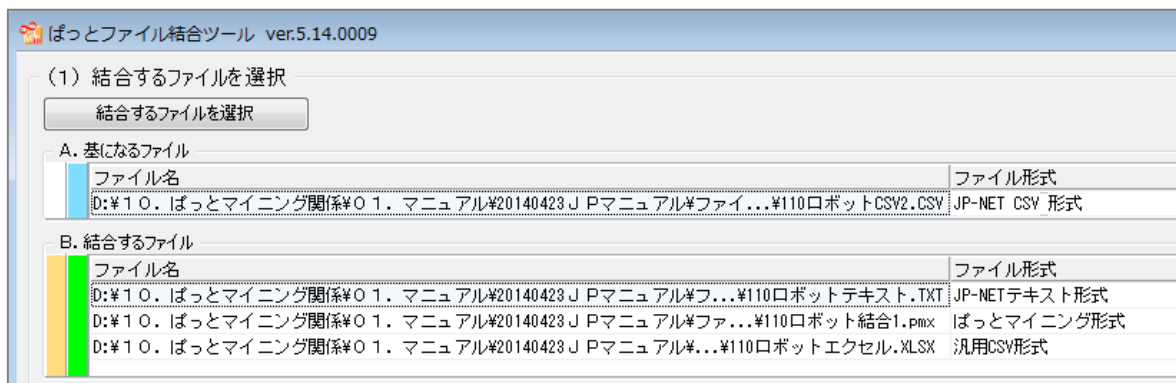 ぱっとファイル結合ツール ver.5.14.0009
(1) 結合するファイルを選択
結合するファイルを選択
A. 基になるファイル
ファイル名 ファイル形式
D:¥10. ぱっとマイニング関係¥01. マニュアル¥20140423JPマニュアル¥ファイ...¥110ロボットCSV2.CSV JP-NET CSV 形式
B. 結合するファイル
ファイル名 ファイル形式
D:¥10. ぱっとマイニング関係¥01. マニュアル¥20140423JPマニュアル¥フ...¥110ロボットテキスト.TXT JP-NETテキスト形式
D:¥10. ぱっとマイニング関係¥01. マニュアル¥20140423JPマニュアル¥ファ...¥110ロボット結合1.pmx ぱっとマイニング形式
D:¥10. ぱっとマイニング関係¥01. マニュアル¥20140423JPマニュアル¥...¥110ロボットエクセル.XLSX 汎用CSV形式